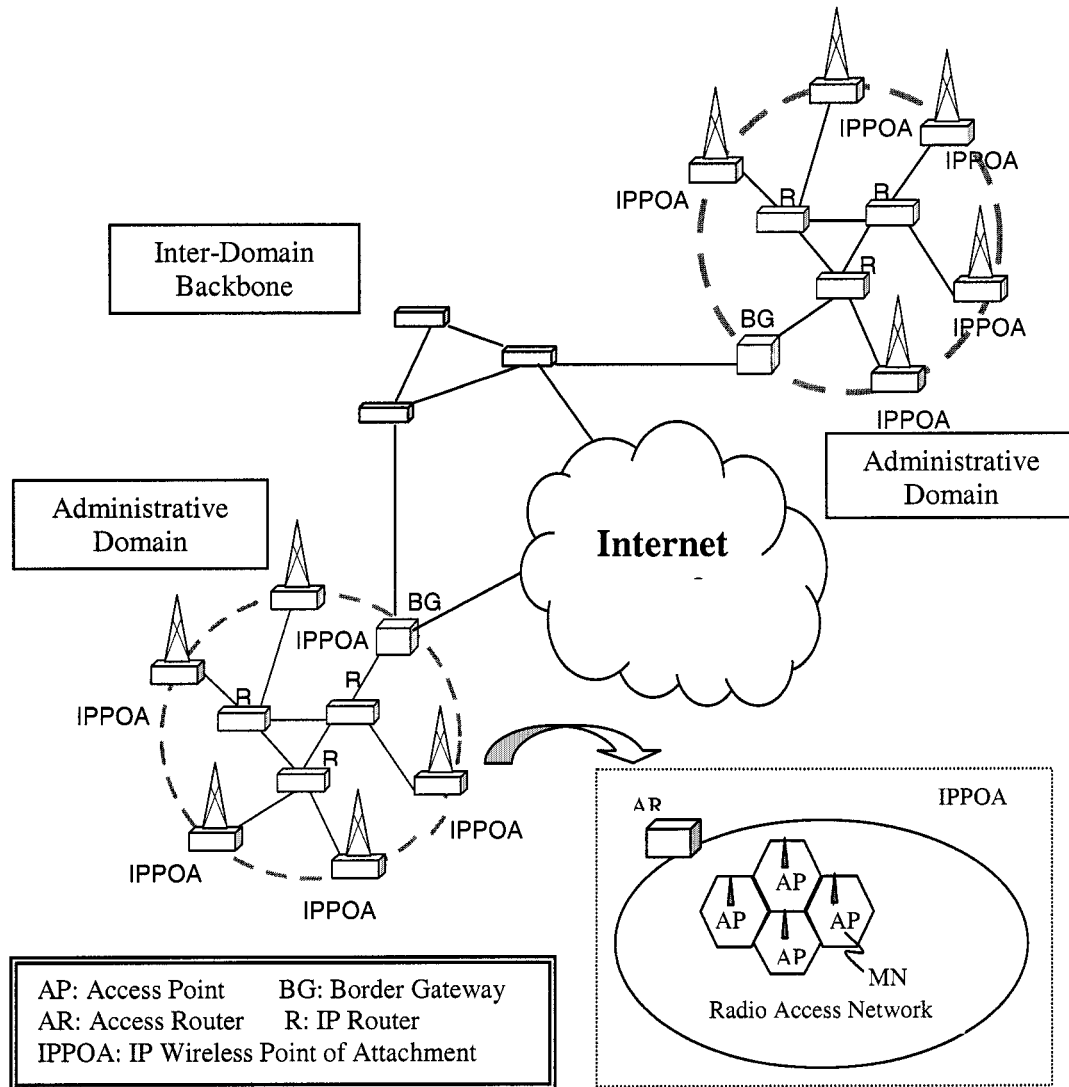 IPPOA
IPPOA
IPPOA
R
R
Inter-Domain
Backbone
R
IPPOA
BG
IPPOA
Administrative
Domain
Administrative
Domain
Internet
BG
IPPOA
R
IPPOA
R
R
IPPOA
IPPOA
IPPOA
AR
IPPOA
AP
AP
AP
AP
MN
Radio Access Network
AP: Access Point BG: Border Gateway
AR: Access Router R: IP Router
IPPOA: IP Wireless Point of Attachment